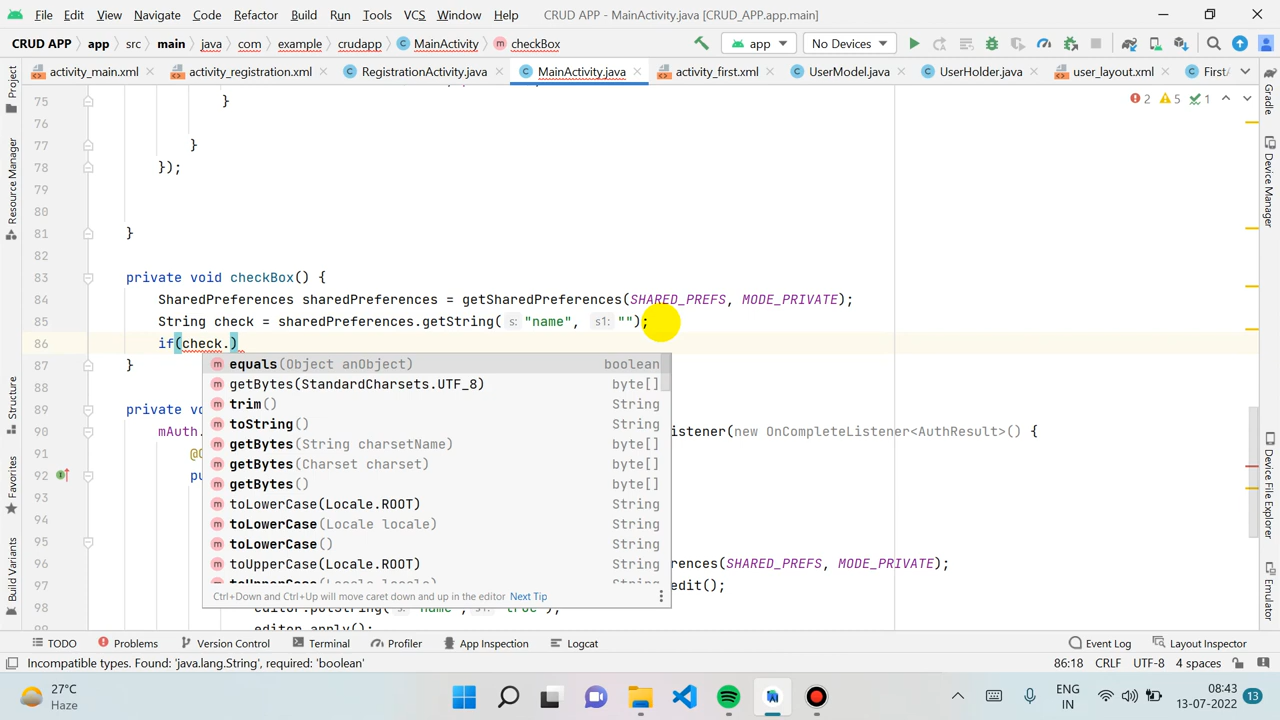 File Edit View Navigate Code Refactor Build Run Tools VCS Window Help CRUD APP - MainActivity.java [CRUD_APP.app.main]
CRUD APP app src main java com example crudapp MainActivity checkBox app No Devices
activity_main.xml activity_registration.xml RegistrationActivity.java MainActivity.java activity_first.xml UserModel.java UserHolder.java user_layout.xml First
75 }
2 5 1
76
77 }
78 });
79
80
81 }
82
83 private void checkBox() {
84 SharedPreferences sharedPreferences = getSharedPreferences(SHARED_PREFS, MODE_PRIVATE);
85 String check = sharedPreferences.getString( s: "name", s1: "");
86 if(check.)
87 }
88
89 private vo
90 mAuth. istener(new OnCompleteListener<AuthResult>() {
91 @O
92 pu
93
94
95
96 rences(SHARED_PREFS, MODE_PRIVATE);
97 edit();
98
equals(Object anObject) boolean
getBytes(StandardCharsets.UTF_8) byte[]
trim() String
toString() String
getBytes(String charsetName) byte[]
getBytes(Charset charset) byte[]
getBytes() byte[]
toLowerCase(Locale.ROOT) String
toLowerCase(Locale locale) String
toLowerCase() String
toUpperCase(Locale.ROOT) String
Ctrl+Down and Ctrl+Up will move caret down and up in the editor Next Tip
editor.apply();
Project
Resource Manager
Structure
Favorites
Build Variants
Gradle
Device Manager
Device File Explorer
Emulator
TODO Problems Version Control Terminal Profiler App Inspection Logcat Event Log Layout Inspector
Incompatible types. Found: 'java.lang.String', required: 'boolean' 86:18 CRLF UTF-8 4 spaces
27°C
Haze
ENG
IN
08:43
13-07-2022
13